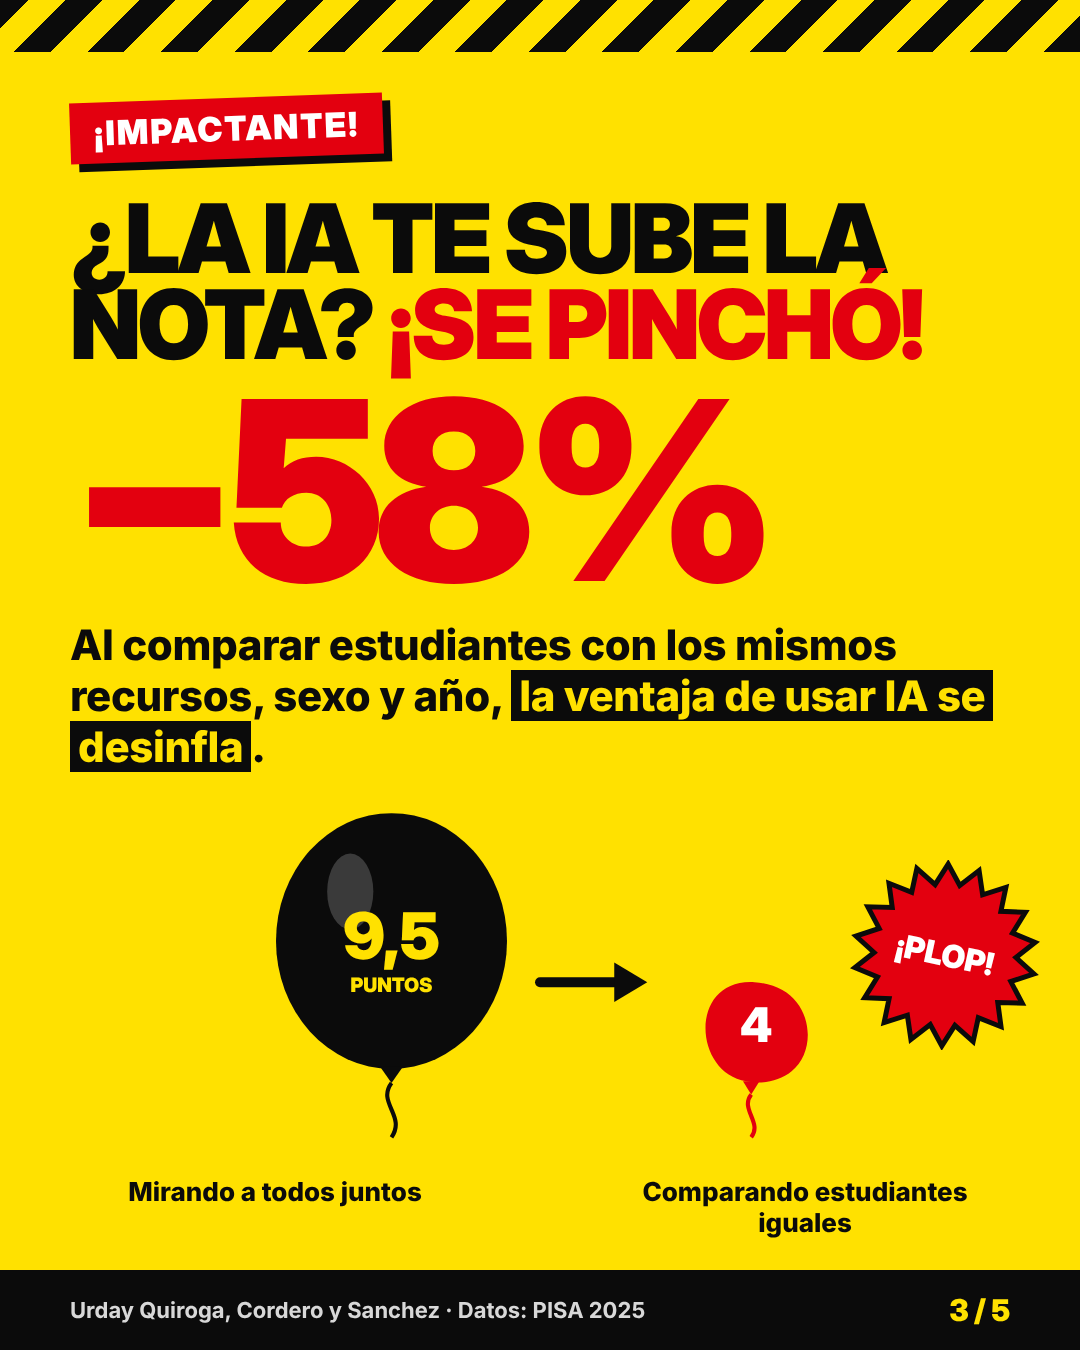 ¡IMPACTANTE!
¿LA IA TE SUBE LA
NOTA? ¡SE PINCHÓ!
–58%
Al comparar estudiantes con los mismos
recursos, sexo y año, la ventaja de usar IA se
desinfla.
9,5
PUNTOS
4
¡PLOP!
Mirando a todos juntos
Comparando estudiantes
iguales
Urday Quiroga, Cordero y Sanchez · Datos: PISA 2025
3 / 5